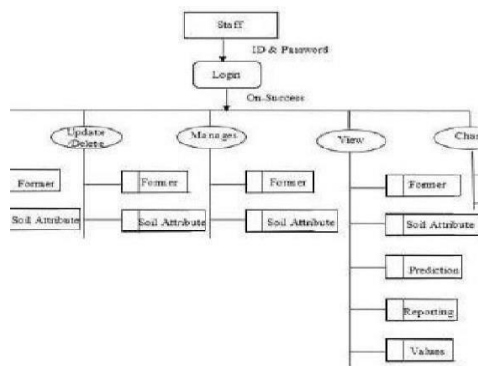 Staff
ID & Password
Login
On-Success
Update
/Delete
Manages
View
Former
Former
Former
Former
Soil Attribute
Soil Attribute
Soil Attribute
Soil Attribute
Prediction
Reporting
Values